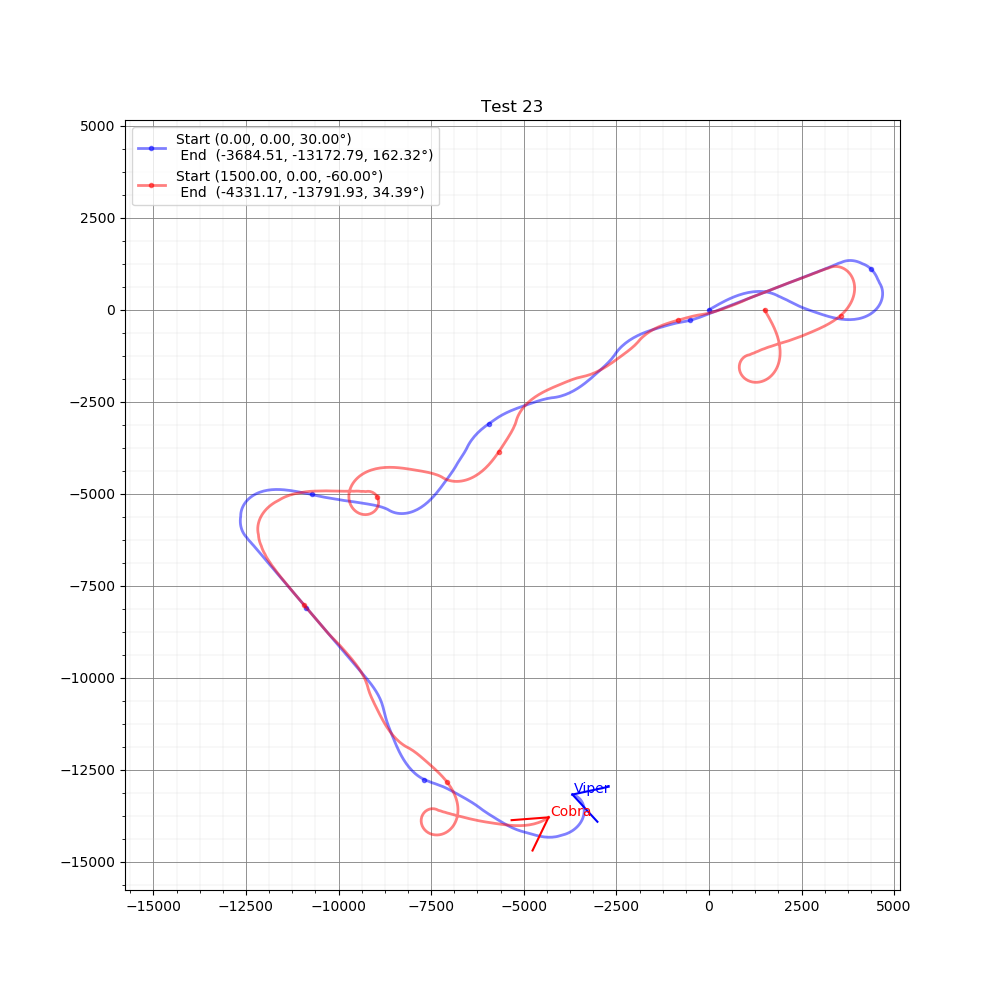 Test 23
Start (0.00, 0.00, 30.00°)
End (-3684.51, -13172.79, 162.32°)
Start (1500.00, 0.00, -60.00°)
End (-4331.17, -13791.93, 34.39°)
5000
2500
0
−2500
−5000
−7500
−10000
−12500
−15000
Viper
Cobra
−15000 −12500 −10000 −7500 −5000 −2500 0 2500 5000